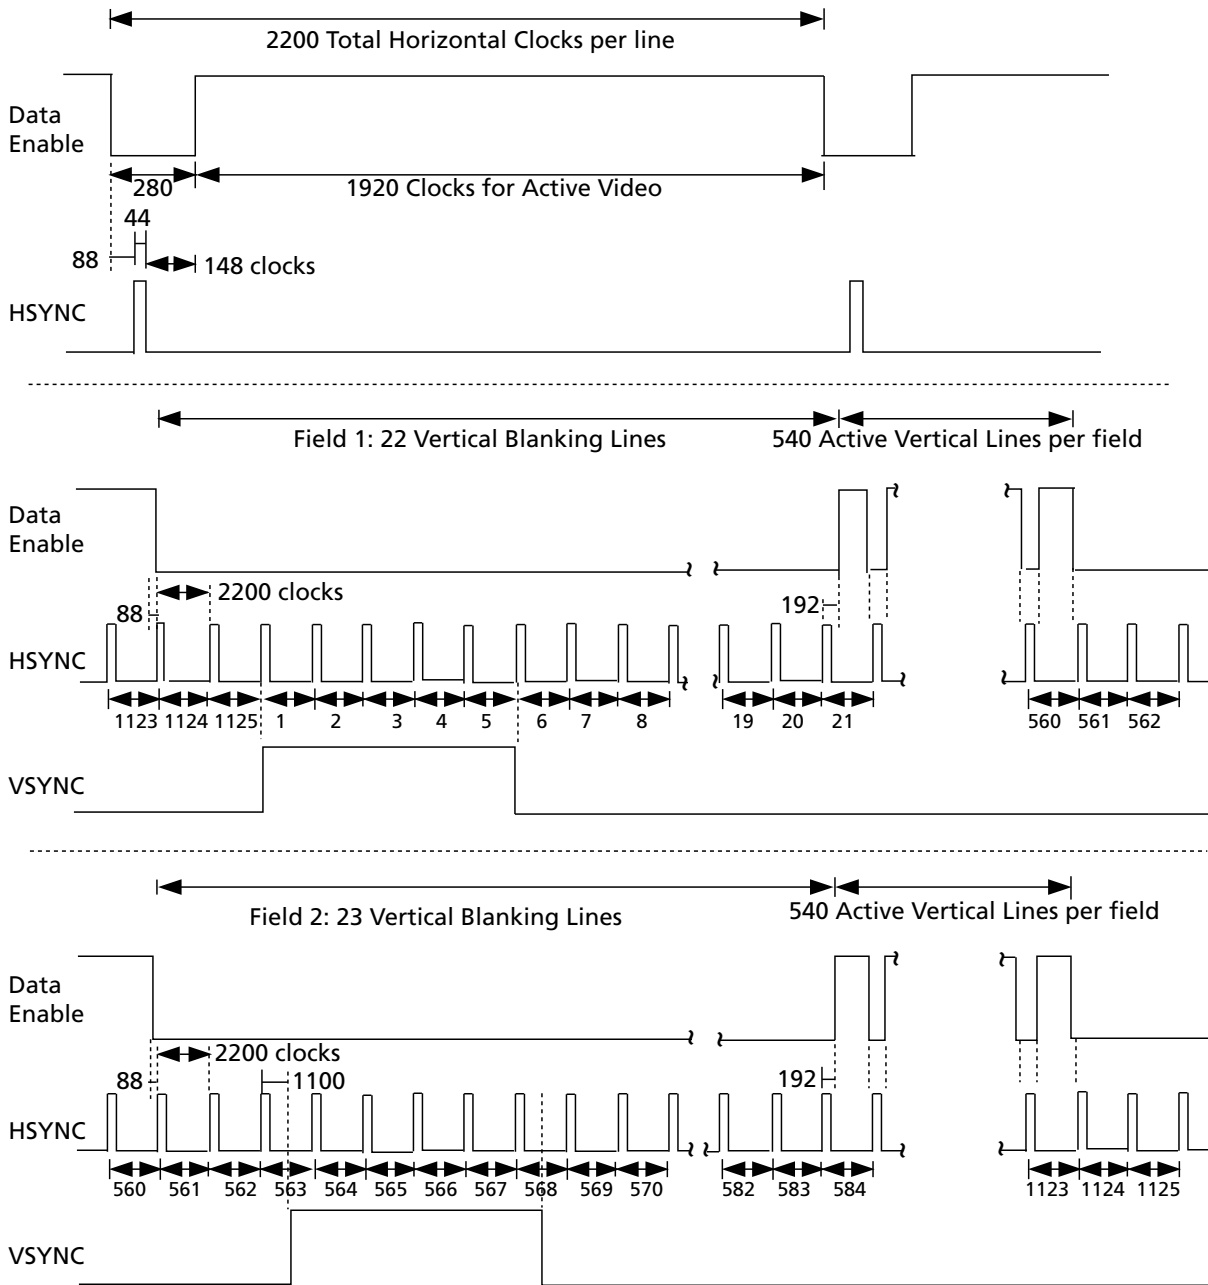 2200 Total Horizontal Clocks per line
Data
Enable
280
1920 Clocks for Active Video
44
88
148 clocks
HSYNC
Field 1: 22 Vertical Blanking Lines
540 Active Vertical Lines per field
Data
Enable
2200 clocks
88
192
HSYNC
1123 1124 1125 1 2 3 4 5 6 7 8 19 20 21 560 561 562
VSYNC
Field 2: 23 Vertical Blanking Lines
540 Active Vertical Lines per field
Data
Enable
2200 clocks
88
1100
192
HSYNC
560 561 562 563 564 565 566 567 568 569 570 582 583 584 1123 1124 1125
VSYNC